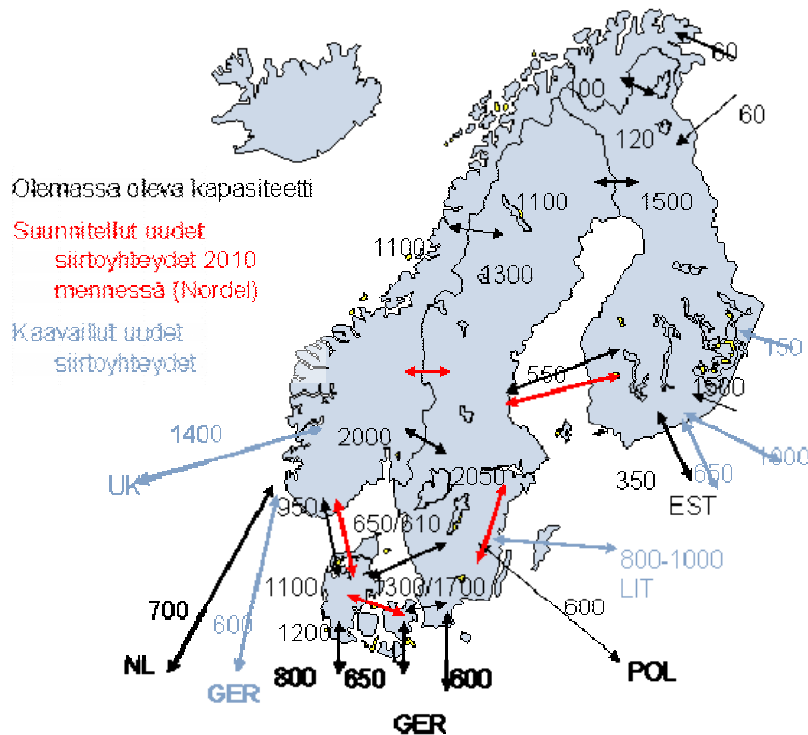 60
100
120
60
Olemassa oleva kapasiteetti
1100
1500
Suunnitellut uudet
siirtoyhteydet 2010
mennessä (Nordel)
1100
1300
Kaavaillut uudet
siirtoyhteydet
150
550
1500
1400
2000
1000
UK
2050
650
350
EST
950
650/610
800-1000
LIT
1100
1300/1700
700
600
600
1200
NL
800
650
600
POL
GER
GER